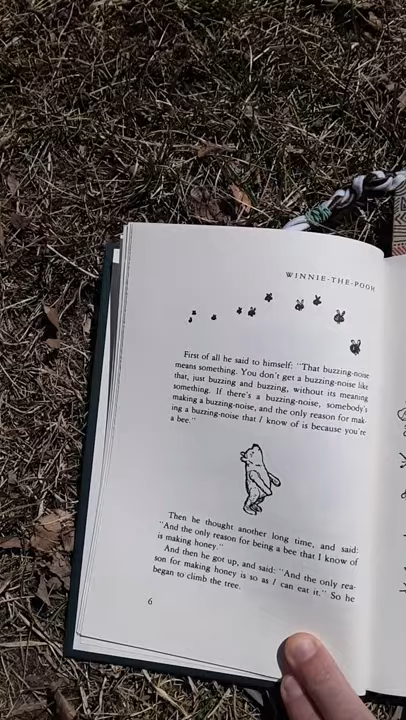 WINNIE-THE-POOH
First of all he said to himself: "That buzzing-noise
means something. You don't get a buzzing-noise like
that, just buzzing and buzzing, without its meaning
something. If there's a buzzing-noise, somebody's
making a buzzing-noise, and the only reason for mak-
ing a buzzing-noise that I know of is because you're
a bee."
Then he thought another long time, and said:
"And the only reason for being a bee that I know of
is making honey."
And then he got up, and said: "And the only rea-
son for making honey is so as I can eat it." So he
began to climb the tree.
6